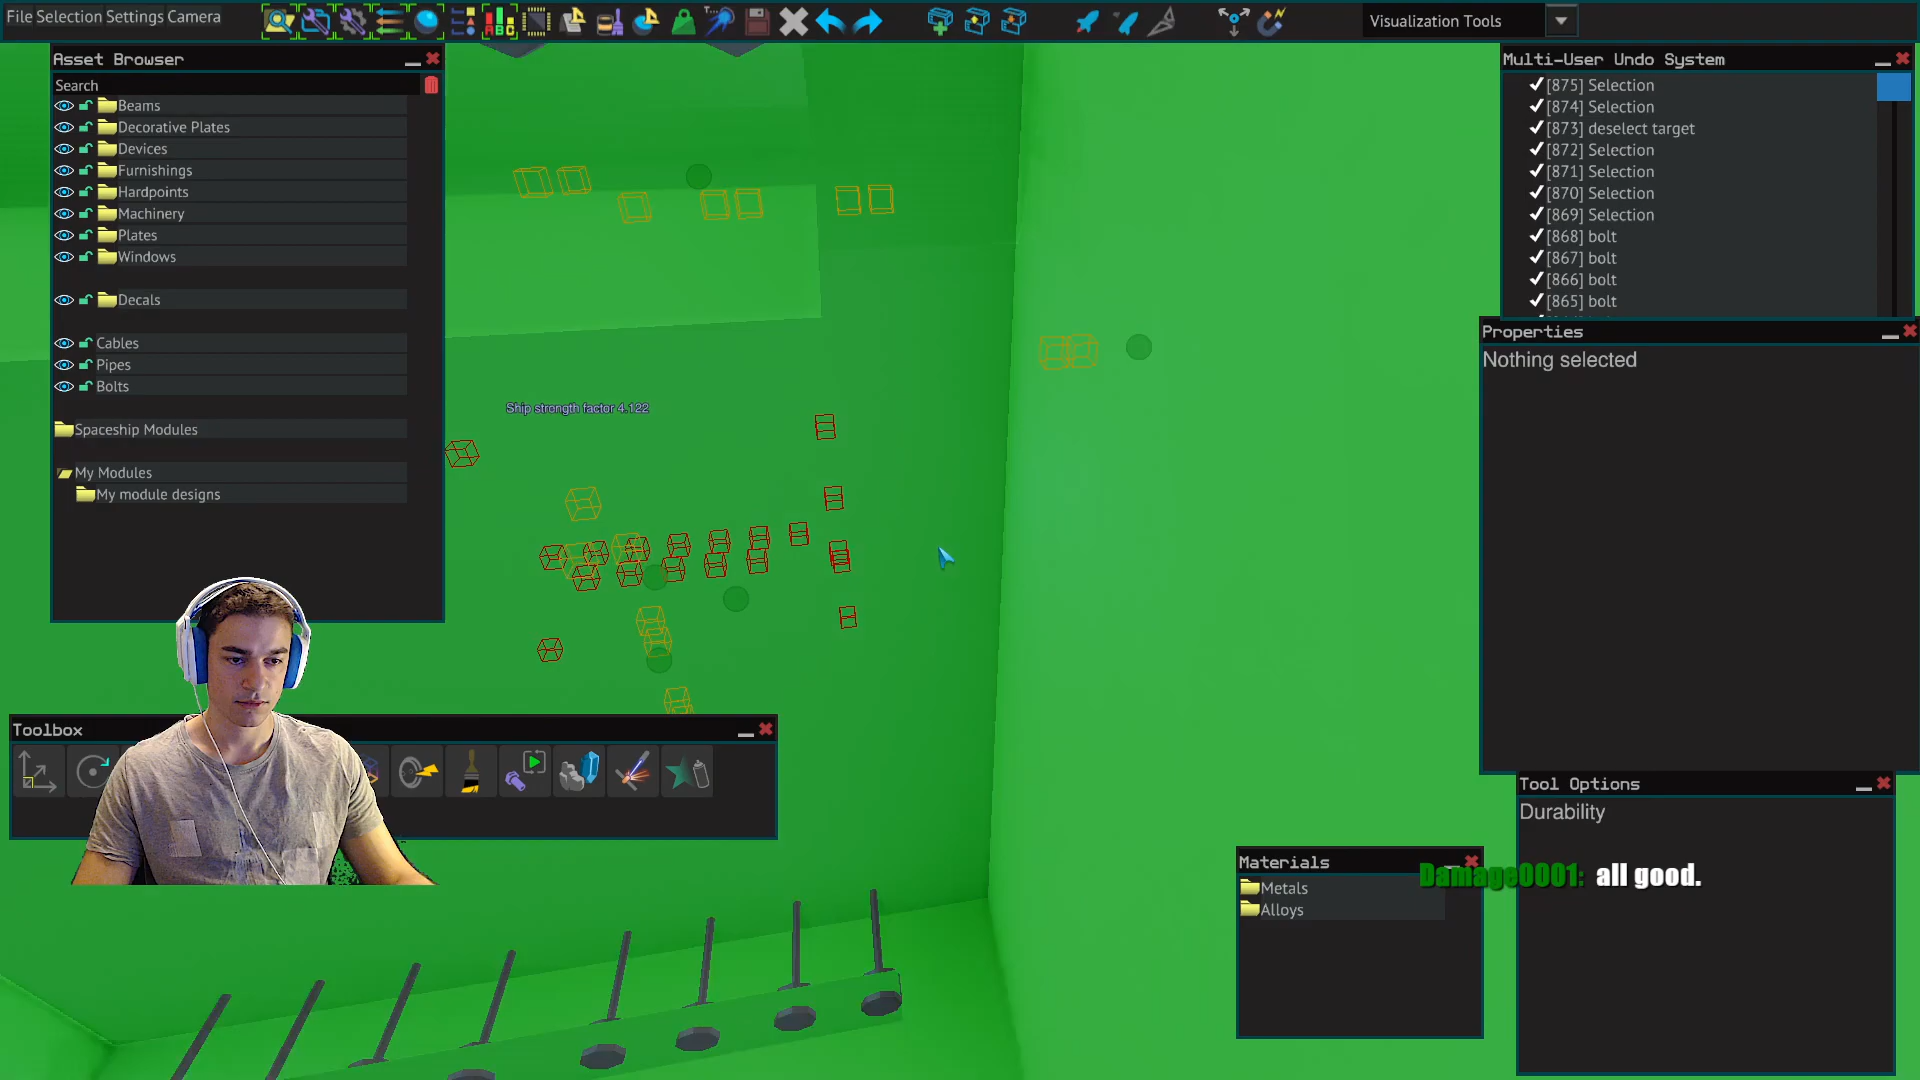 File Selection Settings Camera
Visualization Tools
Asset Browser
Search
Beams
Decorative Plates
Devices
Furnishings
Hardpoints
Machinery
Plates
Windows
Decals
Cables
Pipes
Bolts
Spaceship Modules
My Modules
My module designs
Ship strength factor 4.122
Multi-User Undo System
[875] Selection
[874] Selection
[873] deselect target
[872] Selection
[871] Selection
[870] Selection
[869] Selection
[868] bolt
[867] bolt
[866] bolt
[865] bolt
Properties
Nothing selected
Toolbox
Tool Options
Durability
Materials
Metals
Alloys
Damage0001: all good.